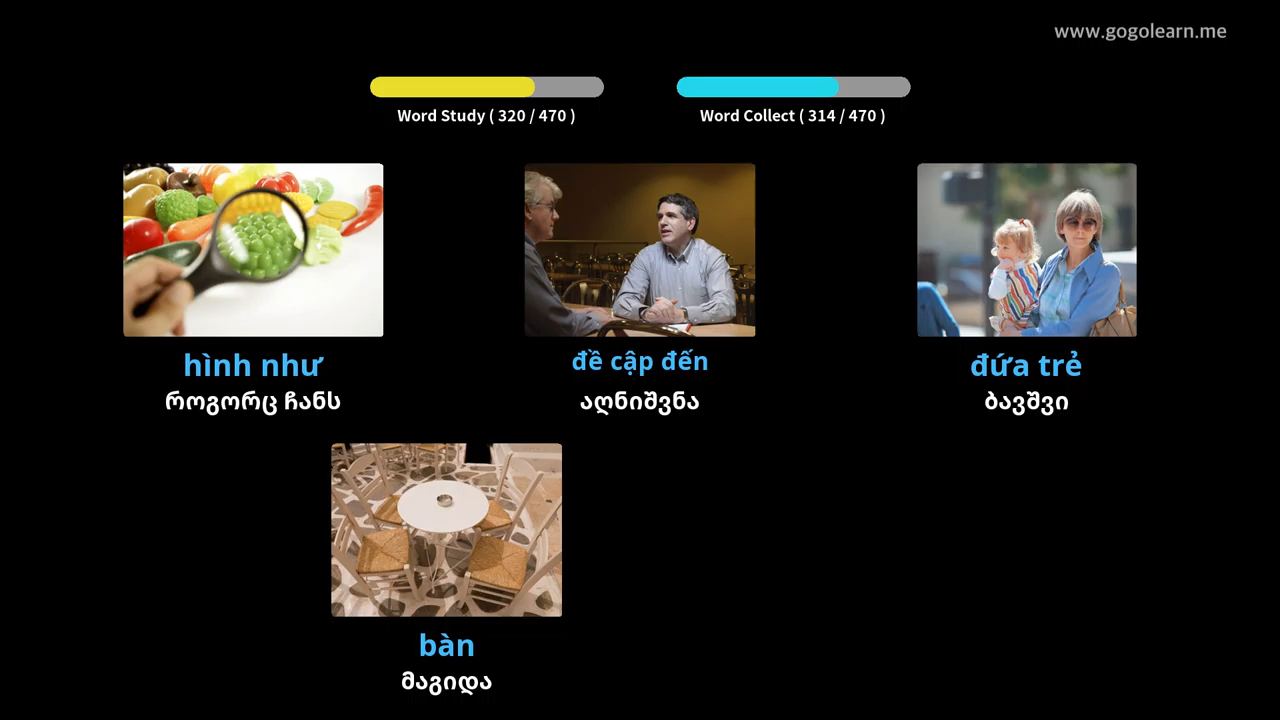 www.gogolearn.me
Word Study ( 320 / 470 )
Word Collect ( 314 / 470 )
hình như
როგორც ჩანს
đề cập đến
აღნიშვნა
đứa trẻ
ბავშვი
bàn
მაგიდა